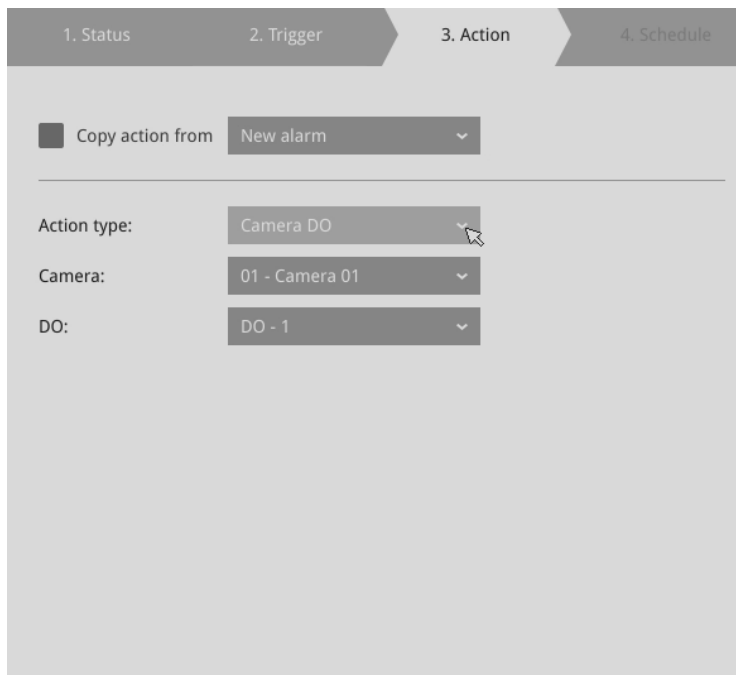 1. Status 2. Trigger 3. Action 4. Schedule
Copy action from New alarm
Action type: Camera DO
Camera: 01 - Camera 01
DO: DO - 1